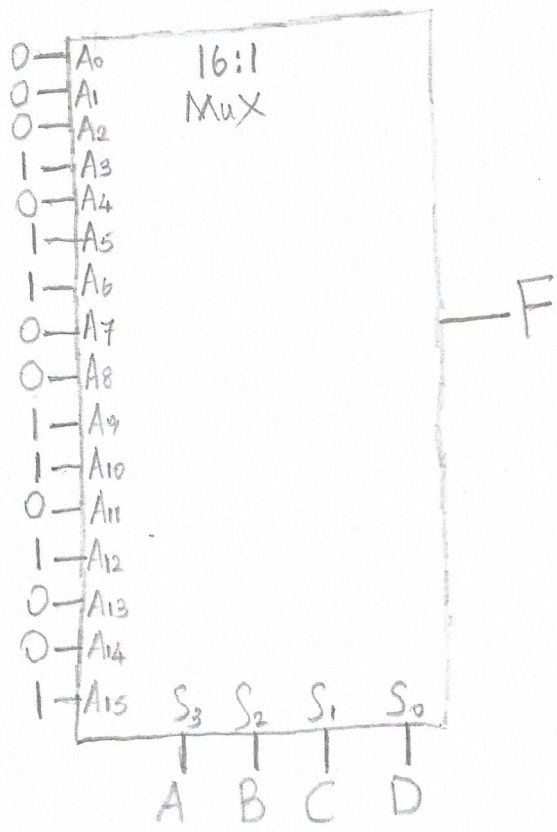 16:1
MuX
0 A0
0 A1
0 A2
1 A3
0 A4
1 A5
1 A6
0 A7
0 A8
1 A9
1 A10
0 A11
1 A12
0 A13
0 A14
1 A15
F
S3 S2 S1 S0
A B C D